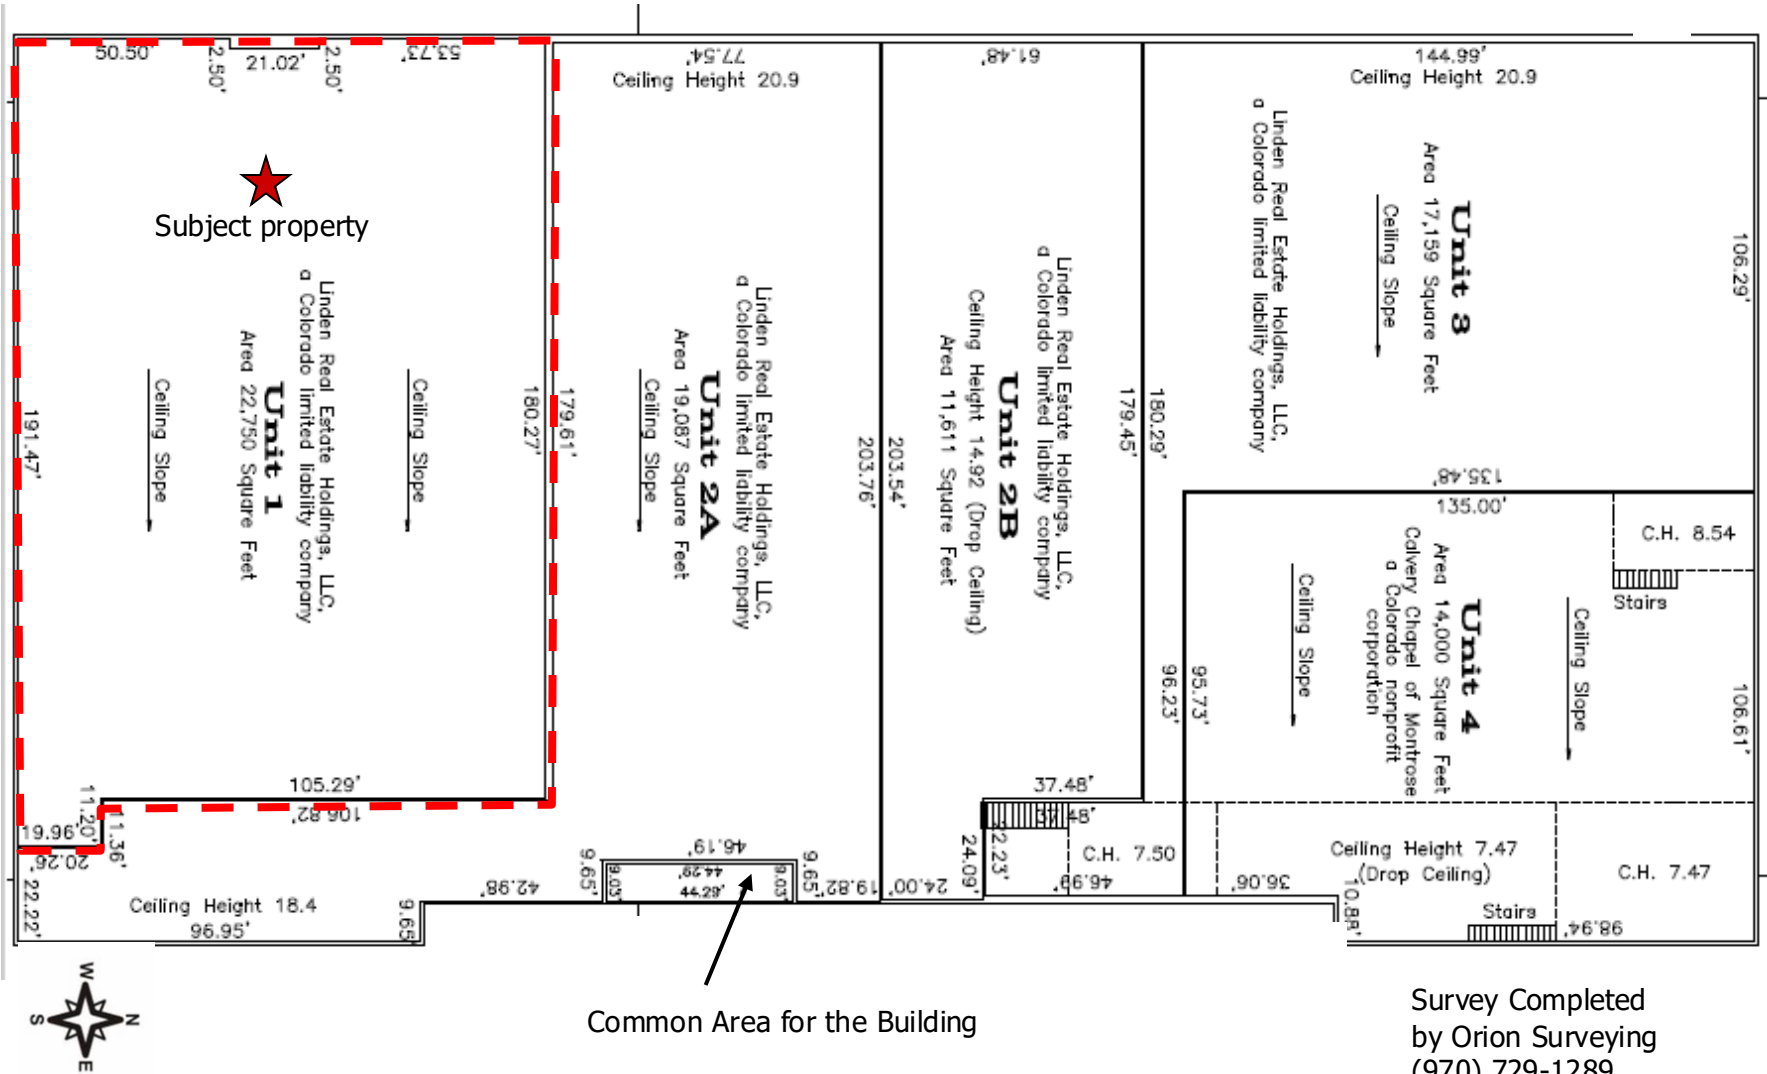 50.50'
2.50'
21.02'
2.50'
53.73'
77.54'
Ceiling Height 20.9
61.48'
144.99'
Ceiling Height 20.9
Subject property
Linden Real Estate Holdings, LLC,
a Colorado limited liability company
Unit 1
Area 22,750 Square Feet
Ceiling Slope
Ceiling Slope
191.47'
180.27'
179.61'
Linden Real Estate Holdings, LLC,
a Colorado limited liability company
Unit 2A
Area 19,087 Square Feet
Ceiling Slope
203.76'
203.54'
Linden Real Estate Holdings, LLC,
a Colorado limited liability company
Unit 2B
Ceiling Height 14.92 (Drop Ceiling)
Area 11,611 Square Feet
179.45'
180.29'
Unit 3
Area 17,159 Square Feet
Ceiling Slope
Linden Real Estate Holdings, LLC,
a Colorado limited liability company
106.29'
135.48'
135.00'
C.H. 8.54
Stairs
Unit 4
Area 14,000 Square Feet
Calvery Chapel of Montrose
a Colorado nonprofit
corporation
Ceiling Slope
Ceiling Slope
96.23'
95.73'
106.61'
105.29'
106.82'
11.20'
11.36'
19.96'
20.26'
22.22'
Ceiling Height 18.4
96.95'
9.65'
42.98'
9.65'
46.19'
44.29'
9.03'
9.03'
44.29'
9.65'
19.82'
24.00'
24.09'
22.23'
37.48'
37.48'
C.H. 7.50
46.99'
36.06'
Ceiling Height 7.47
(Drop Ceiling)
10.88'
Stairs
98.94'
C.H. 7.47
W
S
N
E
Common Area for the Building
Survey Completed
by Orion Surveying
(970) 729-1289